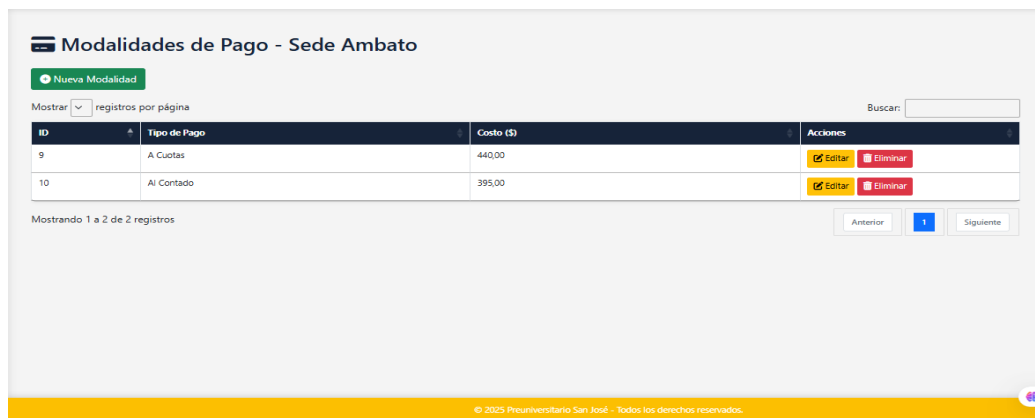 Modalidades de Pago - Sede Ambato
Nueva Modalidad
Mostrar registros por página Buscar:
ID Tipo de Pago Costo ($) Acciones
9 A Cuotas 440,00 Editar Eliminar
10 Al Contado 395,00 Editar Eliminar
Mostrando 1 a 2 de 2 registros Anterior 1 Siguiente
© 2025 Preuniversitario San José - Todos los derechos reservados.